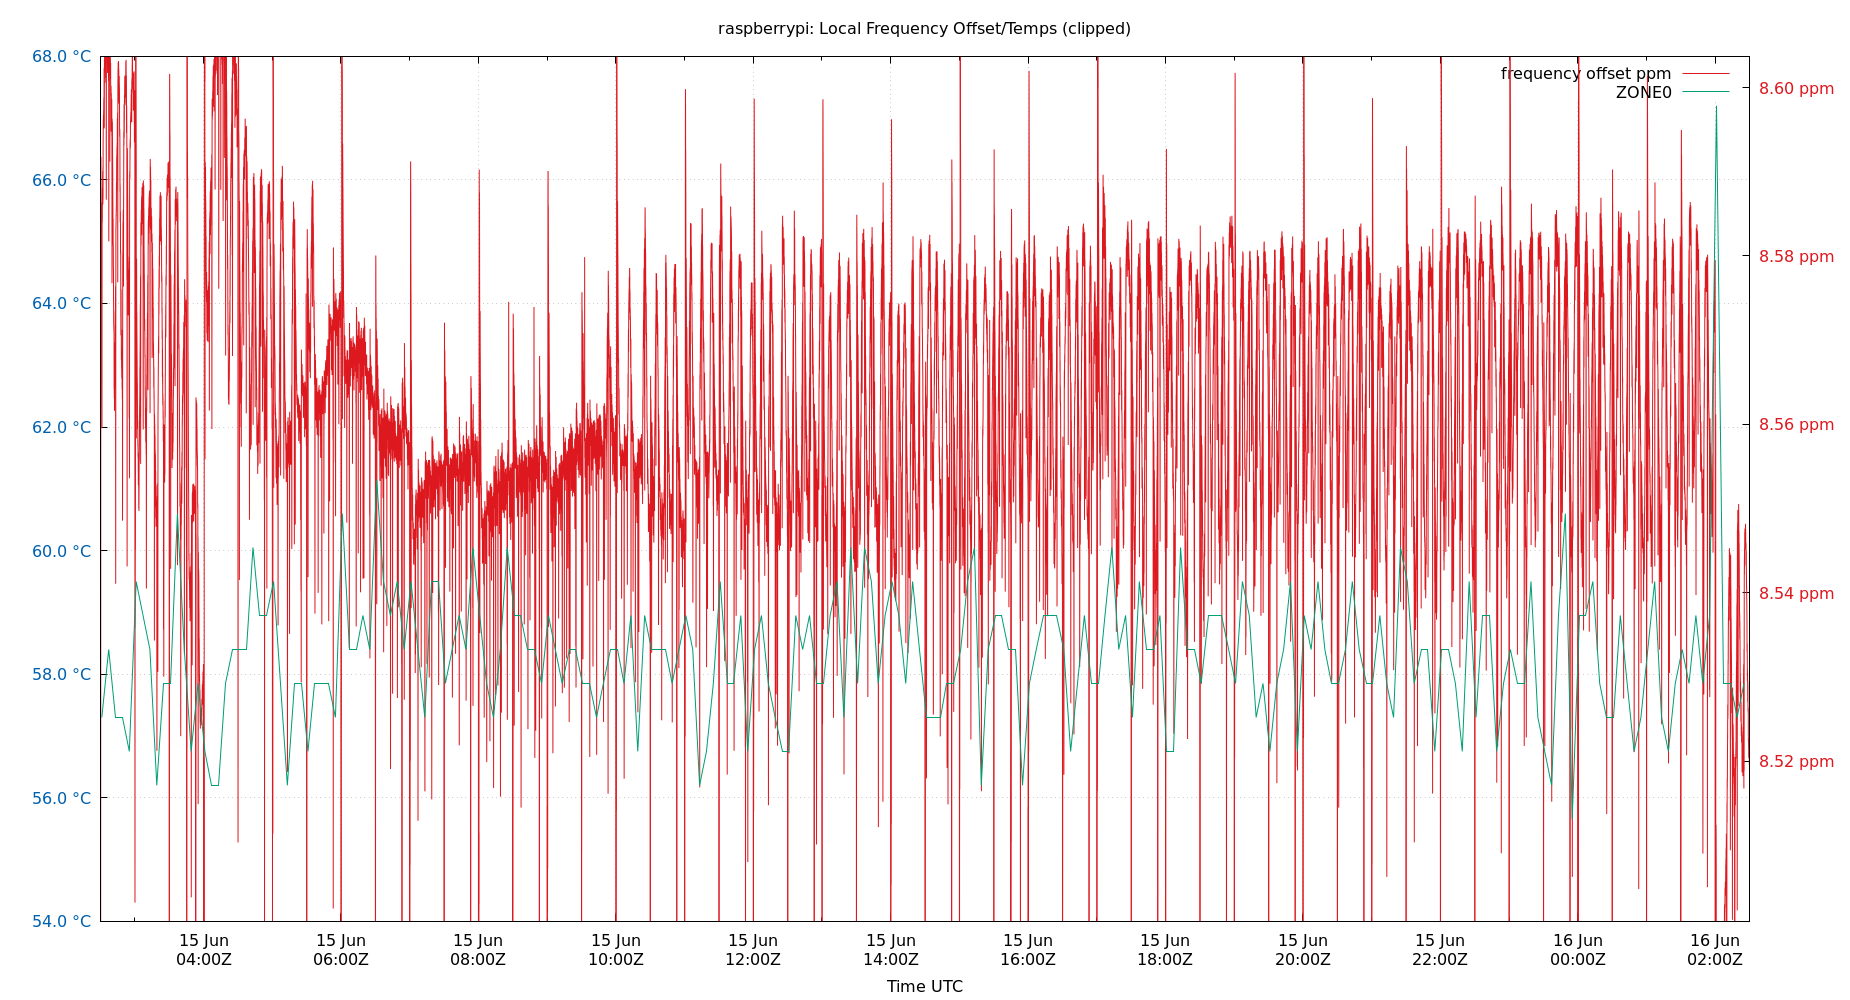 raspberrypi: Local Frequency Offset/Temps (clipped)
68.0 °C
66.0 °C
64.0 °C
62.0 °C
60.0 °C
58.0 °C
56.0 °C
54.0 °C
frequency offset ppm
ZONE0
8.60 ppm
8.58 ppm
8.56 ppm
8.54 ppm
8.52 ppm
15 Jun 15 Jun 15 Jun 15 Jun 15 Jun 15 Jun 15 Jun 15 Jun 15 Jun 15 Jun 16 Jun 16 Jun
04:00Z 06:00Z 08:00Z 10:00Z 12:00Z 14:00Z 16:00Z 18:00Z 20:00Z 22:00Z 00:00Z 02:00Z
Time UTC